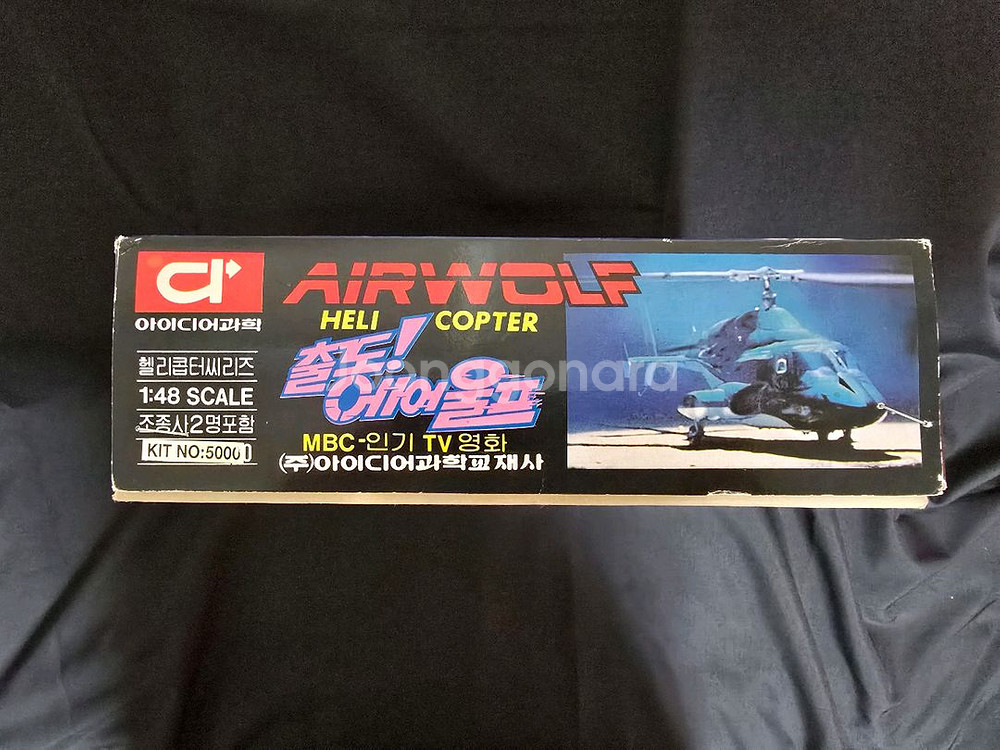 아이디어과학
헬리콥터씨리즈
1:48 SCALE
조종사2명포함
KIT NO:5000
AIRWOLF
HELI COPTER
출동!
에어울프
MBC-인기 TV 영화
(주)아이디어과학교재사
joonggonara